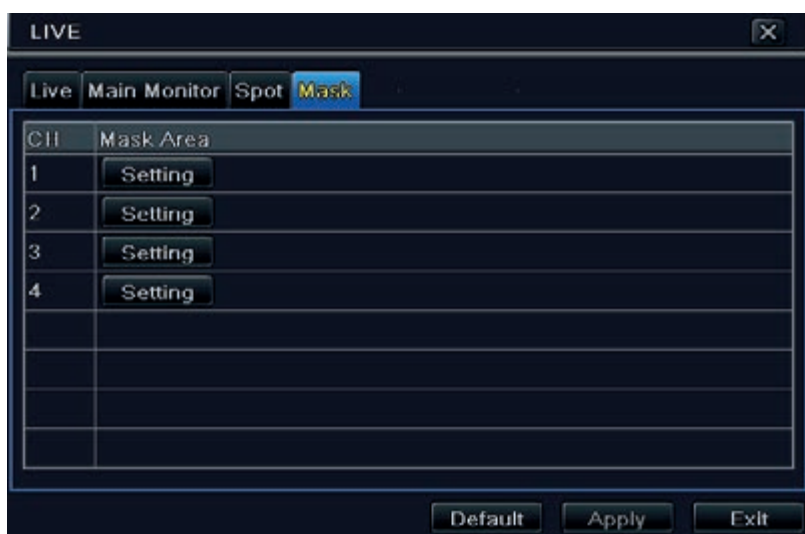 LIVE
Live Main Monitor Spot Mask
CH Mask Area
1 Setting
2 Setting
3 Setting
4 Setting
Default Apply Exit